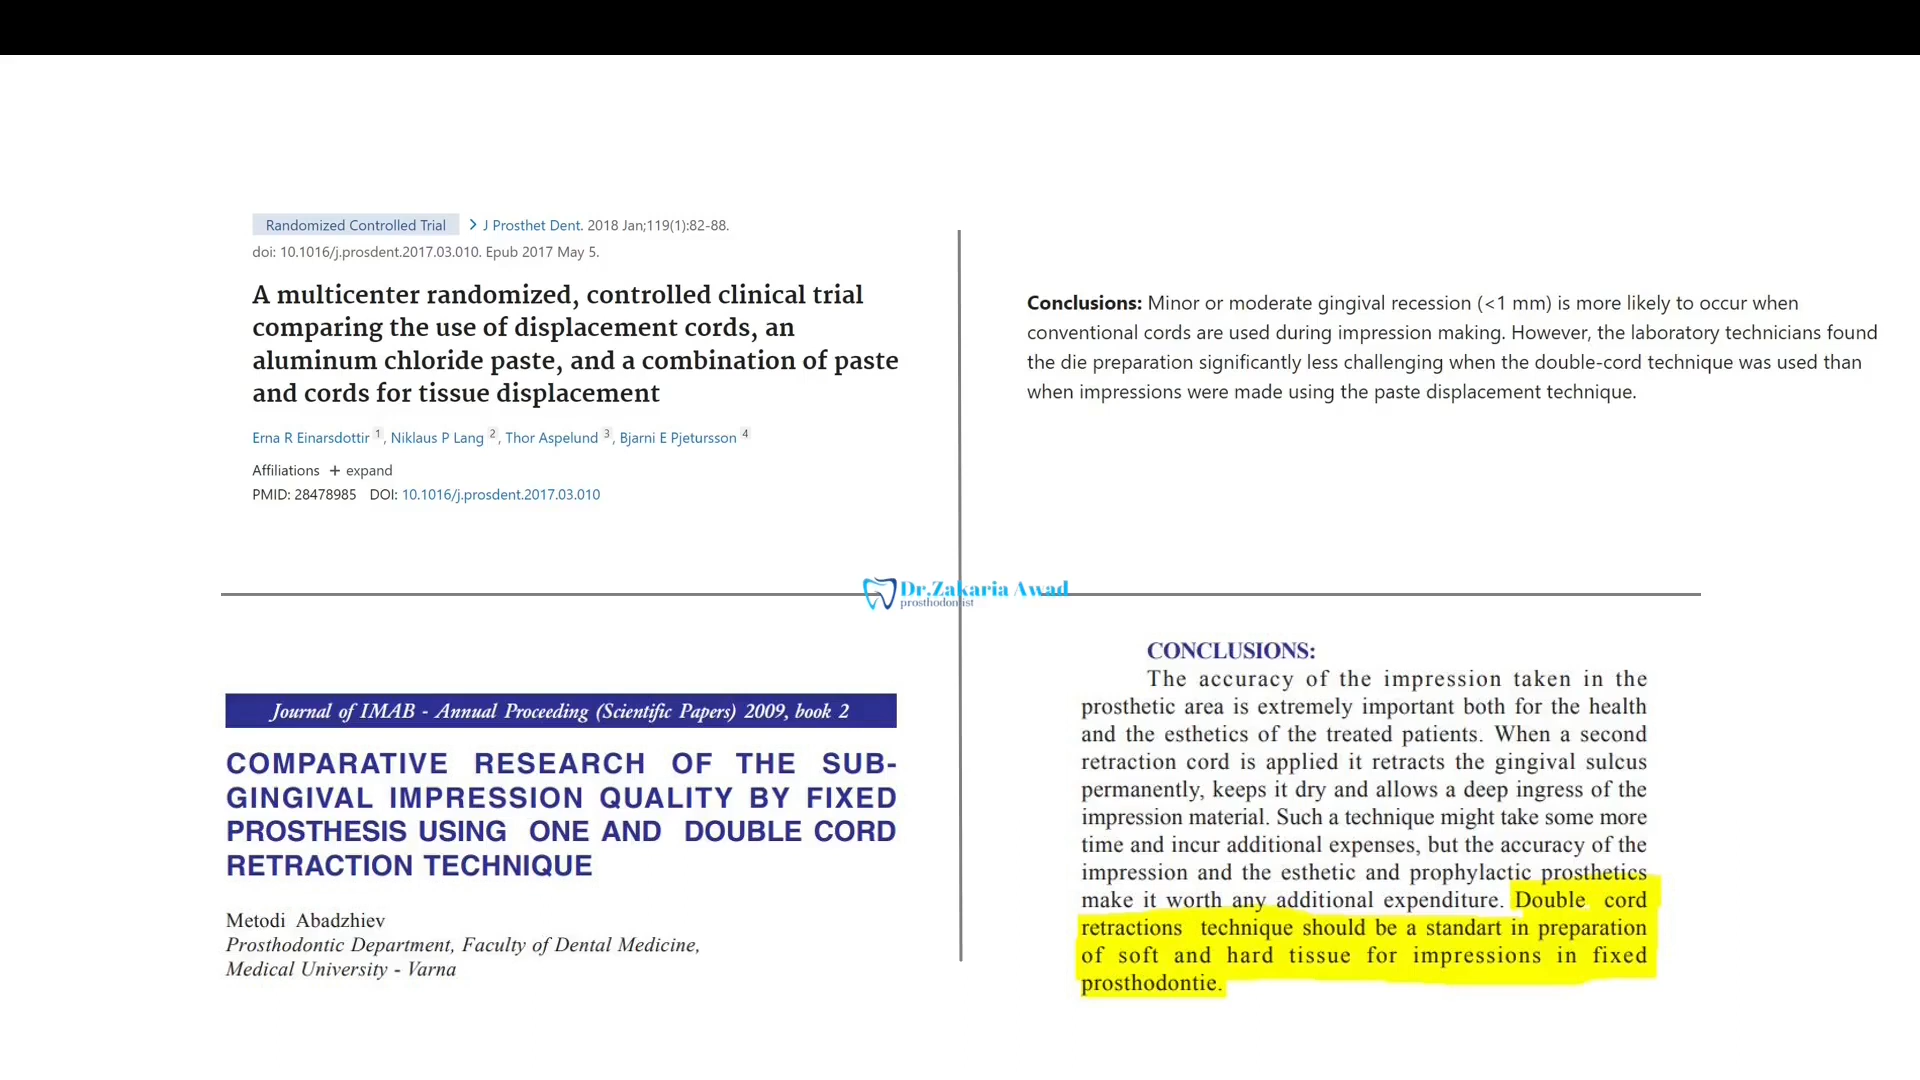 Randomized Controlled Trial > J Prosthet Dent. 2018 Jan;119(1):82-88.
doi: 10.1016/j.prosdent.2017.03.010. Epub 2017 May 5.
A multicenter randomized, controlled clinical trial
comparing the use of displacement cords, an
aluminum chloride paste, and a combination of paste
and cords for tissue displacement
Erna R Einarsdottir 1, Niklaus P Lang 2, Thor Aspelund 3, Bjarni E Pjetursson 4
Affiliations + expand
PMID: 28478985 DOI: 10.1016/j.prosdent.2017.03.010
Conclusions: Minor or moderate gingival recession (<1 mm) is more likely to occur when
conventional cords are used during impression making. However, the laboratory technicians found
the die preparation significantly less challenging when the double-cord technique was used than
when impressions were made using the paste displacement technique.
Dr.Zakaria Awad
prosthodontist
Journal of IMAB - Annual Proceeding (Scientific Papers) 2009, book 2
COMPARATIVE RESEARCH OF THE SUB-
GINGIVAL IMPRESSION QUALITY BY FIXED
PROSTHESIS USING ONE AND DOUBLE CORD
RETRACTION TECHNIQUE
Metodi Abadzhiev
Prosthodontic Department, Faculty of Dental Medicine,
Medical University - Varna
CONCLUSIONS:
The accuracy of the impression taken in the
prosthetic area is extremely important both for the health
and the esthetics of the treated patients. When a second
retraction cord is applied it retracts the gingival sulcus
permanently, keeps it dry and allows a deep ingress of the
impression material. Such a technique might take some more
time and incur additional expenses, but the accuracy of the
impression and the esthetic and prophylactic prosthetics
make it worth any additional expenditure. Double cord
retractions technique should be a standart in preparation
of soft and hard tissue for impressions in fixed
prosthodontie.